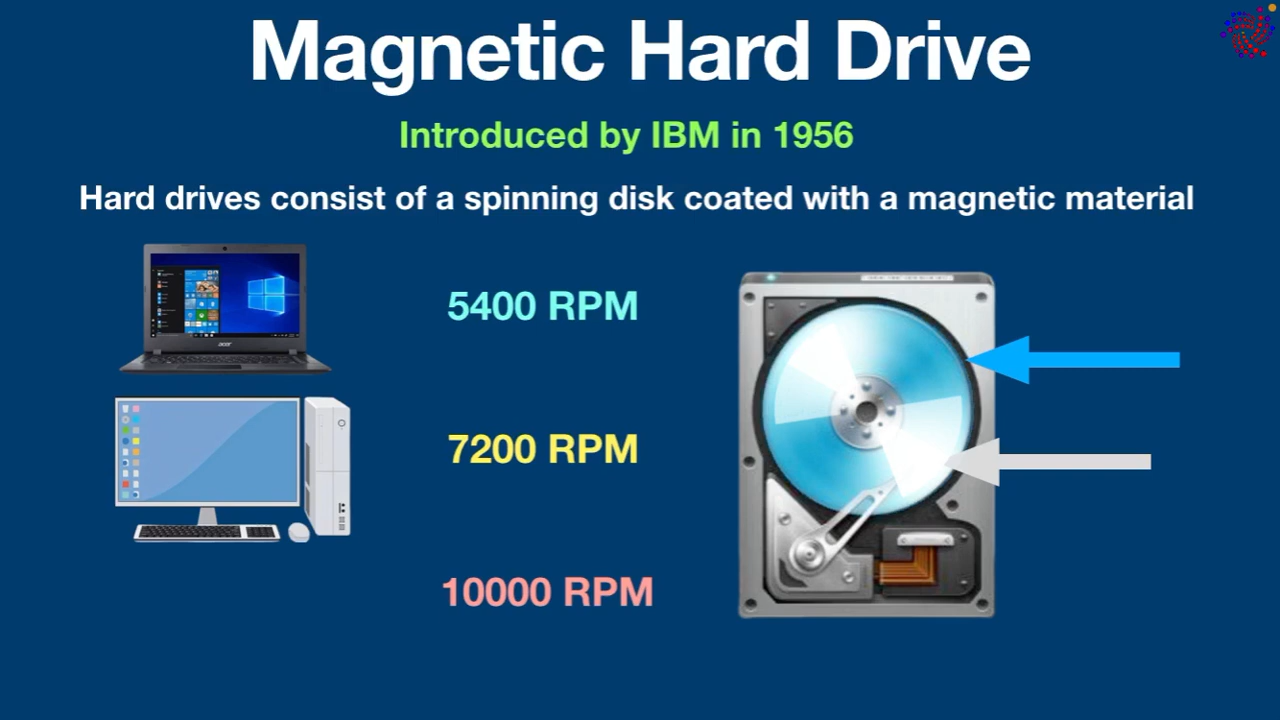 Magnetic Hard Drive
Introduced by IBM in 1956
Hard drives consist of a spinning disk coated with a magnetic material
5400 RPM
acer
7200 RPM
10000 RPM